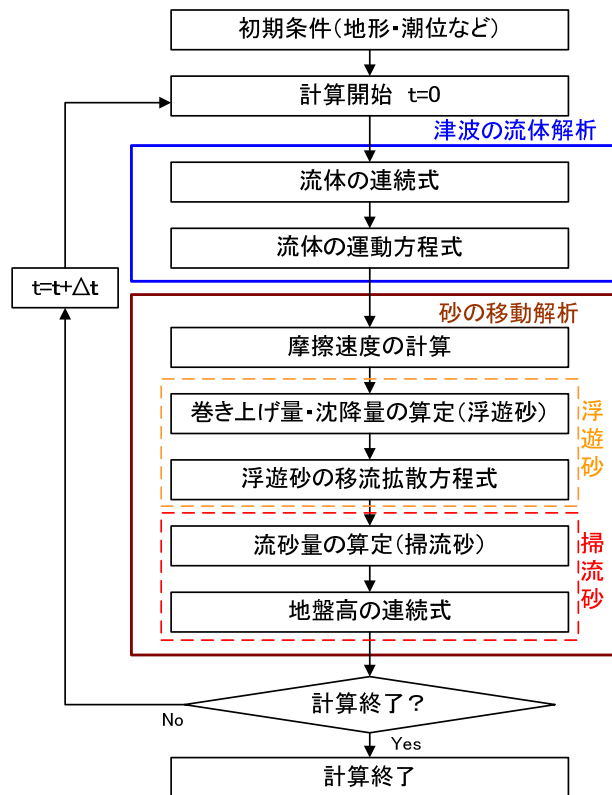 初期条件(地形・潮位など)
計算開始 t=0
津波の流体解析
流体の連続式
流体の運動方程式
t=t+△t
砂の移動解析
摩擦速度の計算
巻き上げ量・沈降量の算定(浮遊砂)
浮遊砂の移流拡散方程式
浮遊砂
流砂量の算定(掃流砂)
地盤高の連続式
掃流砂
計算終了？
No
Yes
計算終了